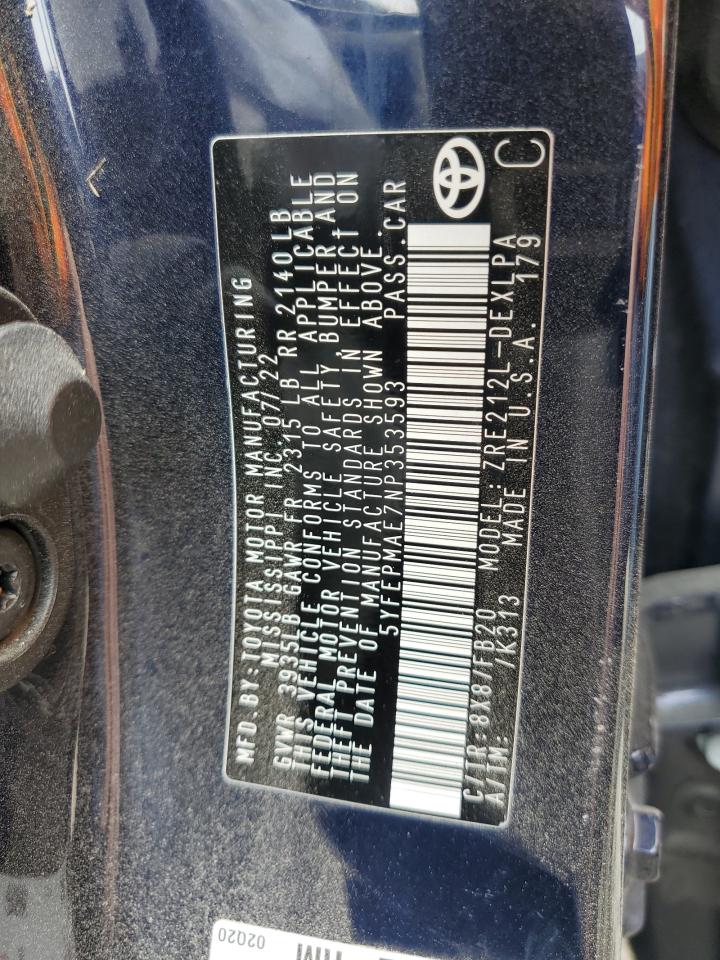 MFD.BY:TOYOTA MOTOR MANUFACTURING
MISSISSIPPI INC. 07/22
GVWR 3935LB GAWR FR 2315 LB RR 2140LB
THIS VEHICLE CONFORMS TO ALL APPLICABLE
FEDERAL MOTOR VEHICLE SAFETY, BUMPER AND
THEFT PREVENTION STANDARDS IN EFFECT ON
THE DATE OF MANUFACTURE SHOWN ABOVE.
5YFEPMAE7NP353593 PASS.CAR
C/TR:8X8/FB20 MODEL:ZRE212L-DEXLPA
A/TM: /K313 MADE IN U.S.A. 179
C
02Q20